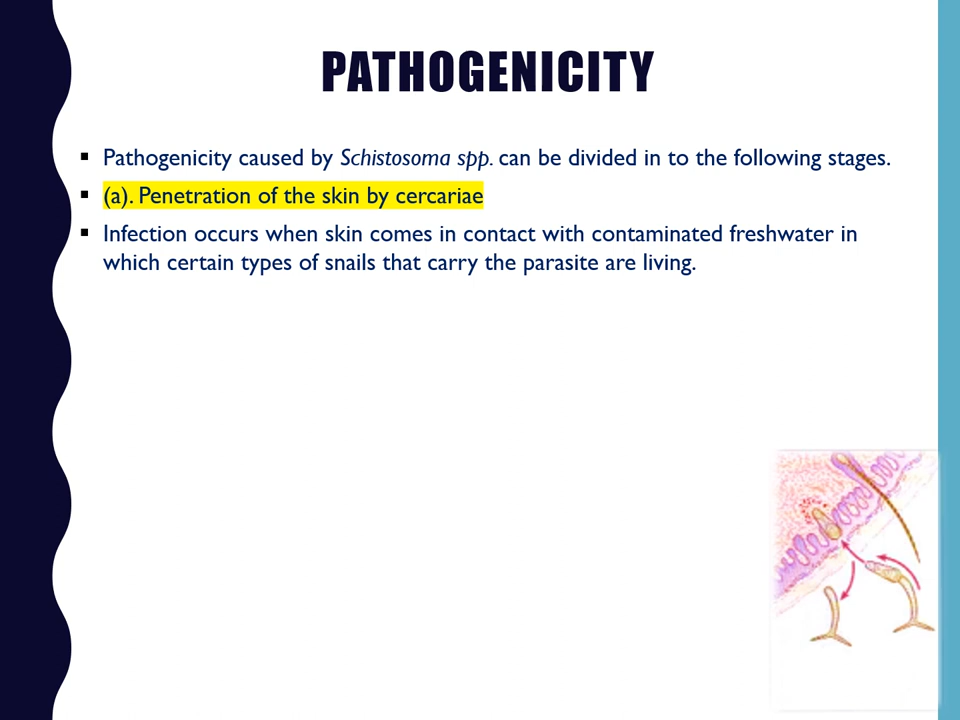 PATHOGENICITY
▪ Pathogenicity caused by Schistosoma spp. can be divided in to the following stages.
▪ (a). Penetration of the skin by cercariae
▪ Infection occurs when skin comes in contact with contaminated freshwater in
which certain types of snails that carry the parasite are living.